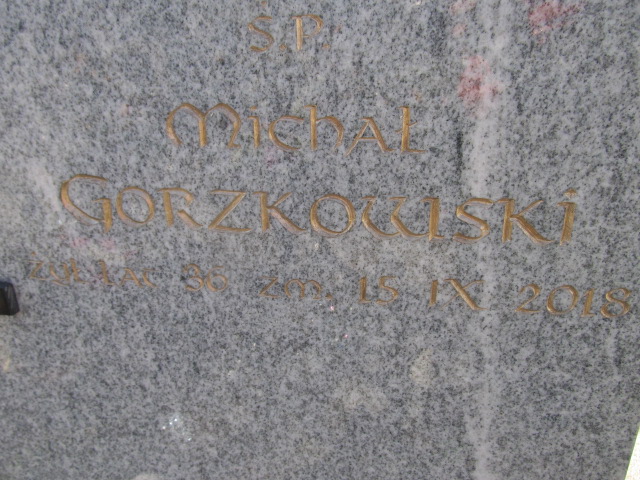 Ś.P.
Michał
Gorzkowski
żył lat 36 zm. 15 IX 2018